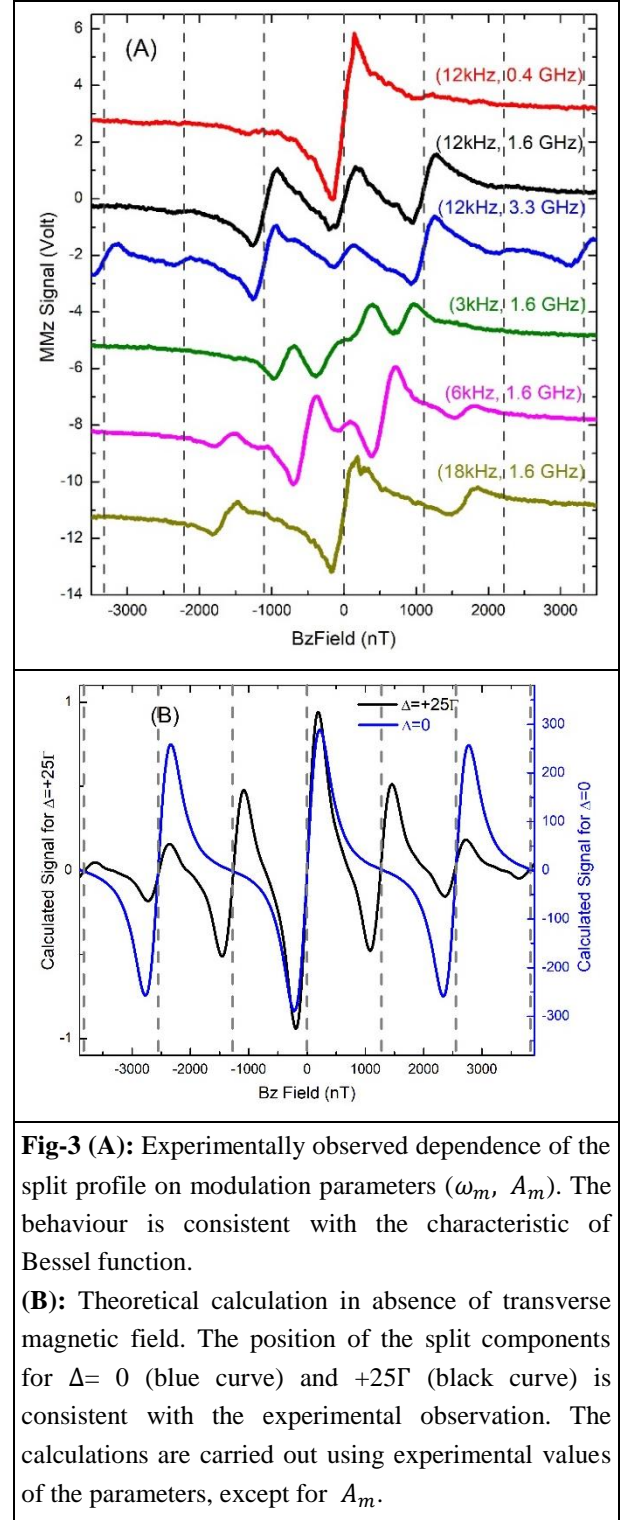 (A)
(12kHz, 0.4 GHz)
(12kHz, 1.6 GHz)
(12kHz, 3.3 GHz)
(3kHz, 1.6 GHz)
(6kHz, 1.6 GHz)
(18kHz, 1.6 GHz)
MMz Signal (Volt)
6
4
2
0
-2
-4
-6
-8
-10
-12
-14
-3000 -2000 -1000 0 1000 2000 3000
BzField (nT)
(B)
Δ=+25Γ
Δ=0
Calculated Signal for Δ=+25Γ
1
0
-1
Calculated Signal for Δ=0
300
200
100
0
-100
-200
-300
-3000 -2000 -1000 0 1000 2000 3000
Bz Field (nT)
Fig-3 (A): Experimentally observed dependence of the
split profile on modulation parameters (ωm, Am). The
behaviour is consistent with the characteristic of
Bessel function.
(B): Theoretical calculation in absence of transverse
magnetic field. The position of the split components
for Δ= 0 (blue curve) and +25Γ (black curve) is
consistent with the experimental observation. The
calculations are carried out using experimental values
of the parameters, except for Am.